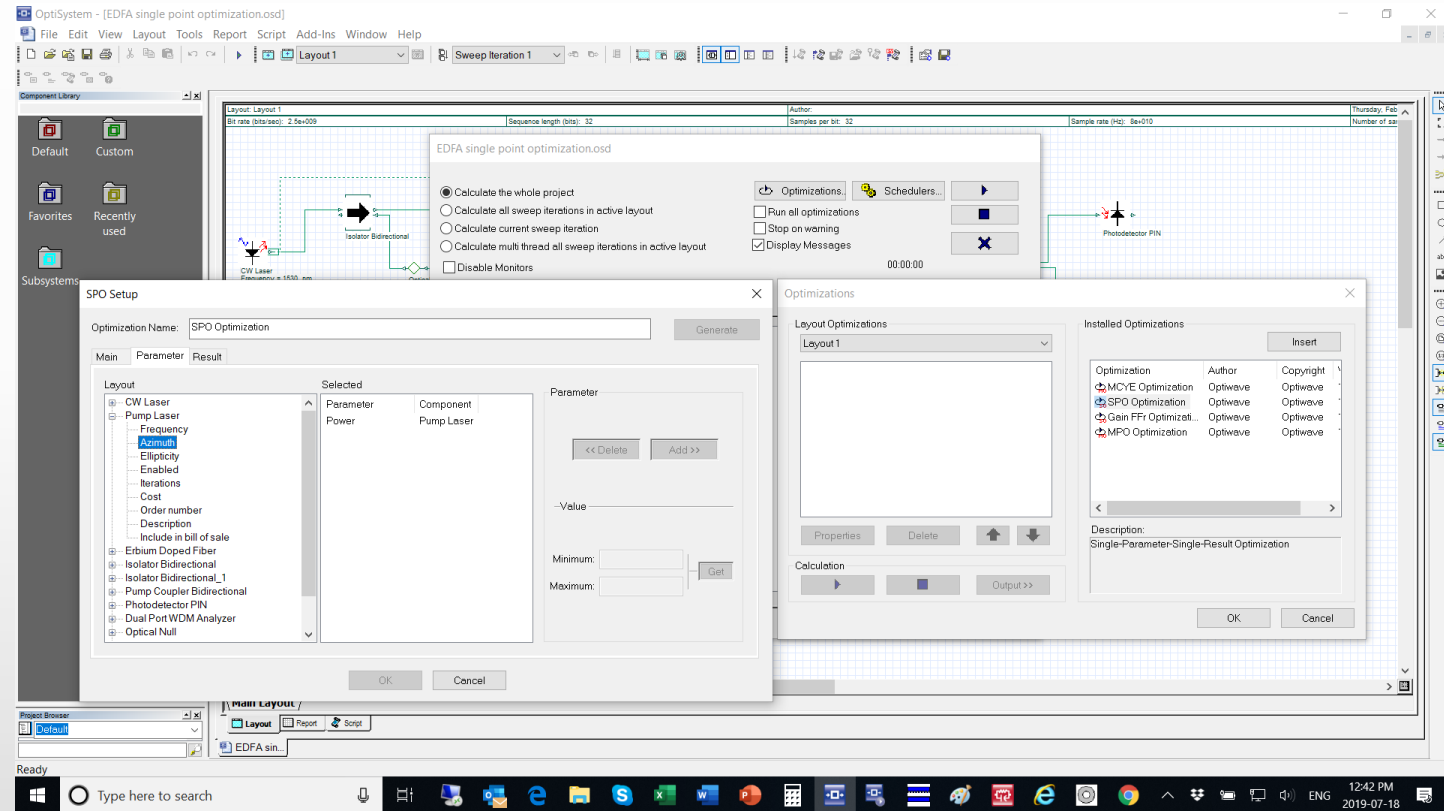 OptiSystem - [EDFA single point optimization.osd]
File Edit View Layout Tools Report Script Add-Ins Window Help
Layout 1
Sweep Iteration 1
Component Library
Default
Custom
Favorites
Recently used
Subsystems
Layout: Layout 1
Author:
Thursday, Feb
Bit rate (bits/sec): 2.5e+009
Sequence length (bits): 32
Samples per bit: 32
Sample rate (Hz): 8e+010
Number of sa
Isolator Bidirectional
CW Laser
Frequency = 1530 nm
Photodetector PIN
EDFA single point optimization.osd
Calculate the whole project
Calculate all sweep iterations in active layout
Calculate current sweep iteration
Calculate multi thread all sweep iterations in active layout
Disable Monitors
Optimizations..
Schedulers...
Run all optimizations
Stop on warning
Display Messages
00:00:00
SPO Setup
Optimization Name: SPO Optimization
Generate
Main Parameter Result
Layout
CW Laser
Pump Laser
Frequency
Azimuth
Ellipticity
Enabled
Iterations
Cost
Order number
Description
Include in bill of sale
Erbium Doped Fiber
Isolator Bidirectional
Isolator Bidirectional_1
Pump Coupler Bidirectional
Photodetector PIN
Dual Port WDM Analyzer
Optical Null
Selected
Parameter Component
Power Pump Laser
Parameter
<< Delete
Add >>
Value
Minimum:
Maximum:
Get
OK
Cancel
Optimizations
Layout Optimizations
Layout 1
Properties
Delete
Calculation
Output >>
Installed Optimizations
Insert
Optimization Author Copyright
MCYE Optimization Optiwave Optiwave
SPO Optimization Optiwave Optiwave
Gain FFr Optimizati... Optiwave Optiwave
MPO Optimization Optiwave Optiwave
Description:
Single-Parameter-Single-Result Optimization
OK
Cancel
Main Layout
Layout Report Script
EDFA sin...
Project Browser
Default
Ready
Type here to search
ENG
12:42 PM
2019-07-18